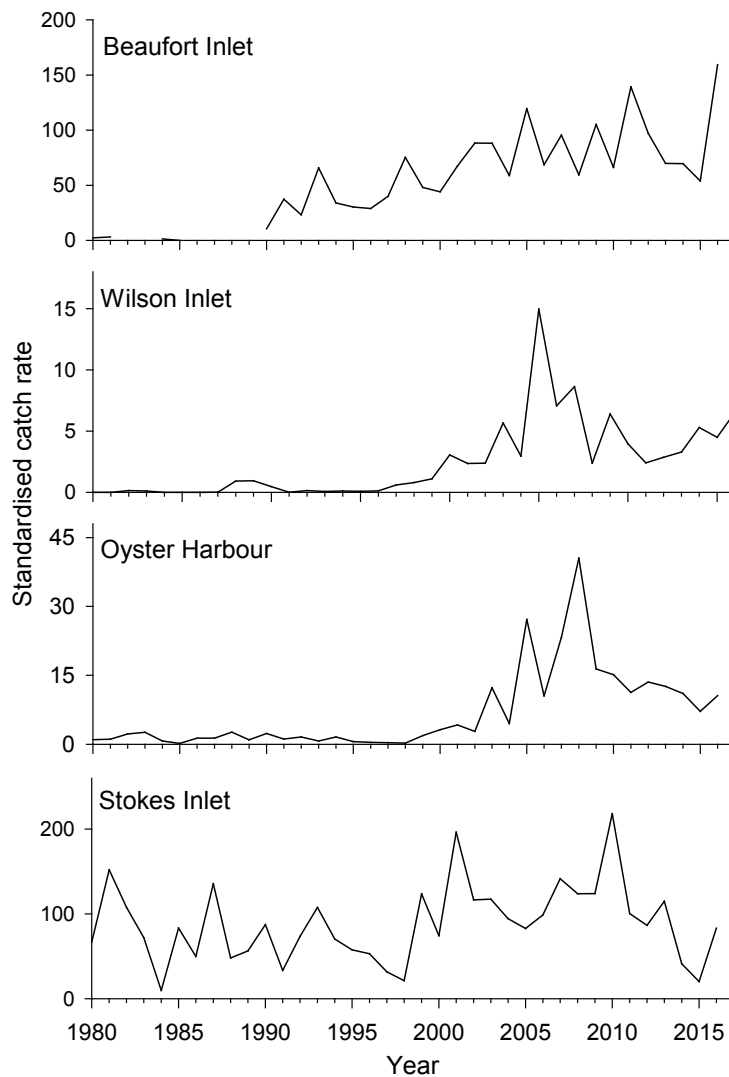 200
Beaufort Inlet
150
100
50
0
Wilson Inlet
15
10
5
0
Standardised catch rate
Oyster Harbour
45
30
15
0
Stokes Inlet
200
100
0
1980 1985 1990 1995 2000 2005 2010 2015
Year